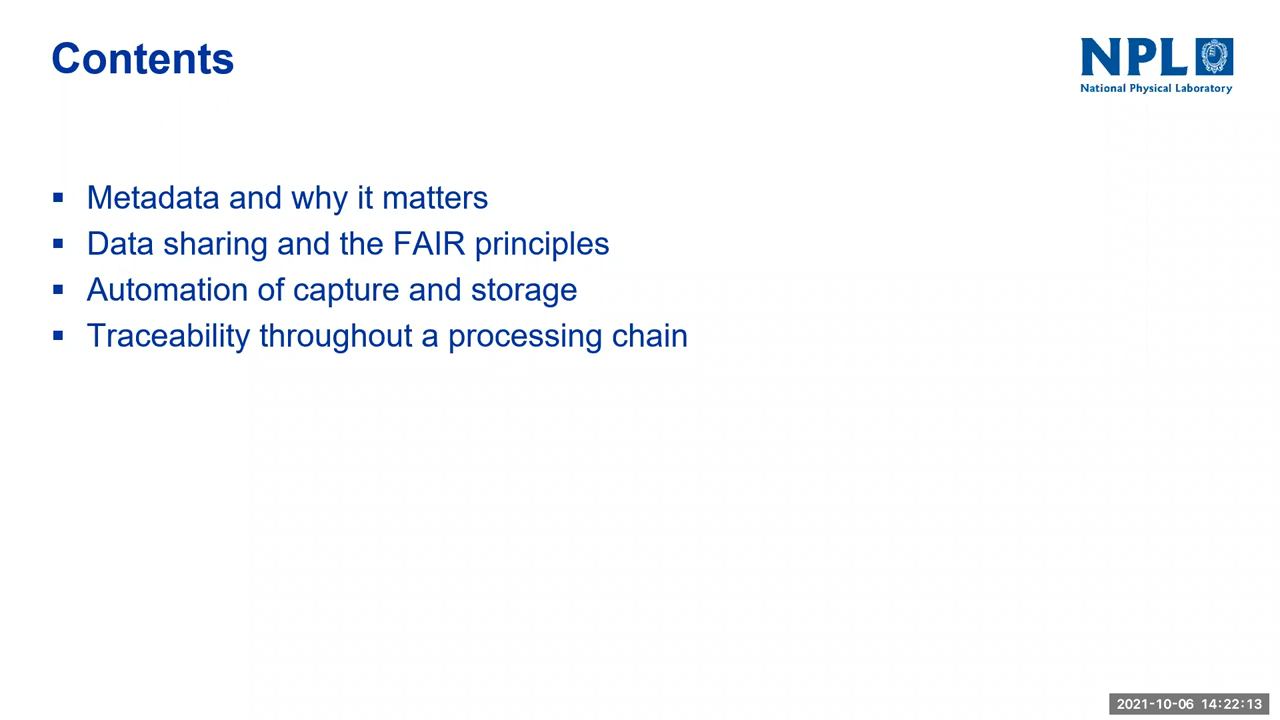 Contents
NPL
National Physical Laboratory
▪ Metadata and why it matters
▪ Data sharing and the FAIR principles
▪ Automation of capture and storage
▪ Traceability throughout a processing chain
2021-10-06 14:22:13